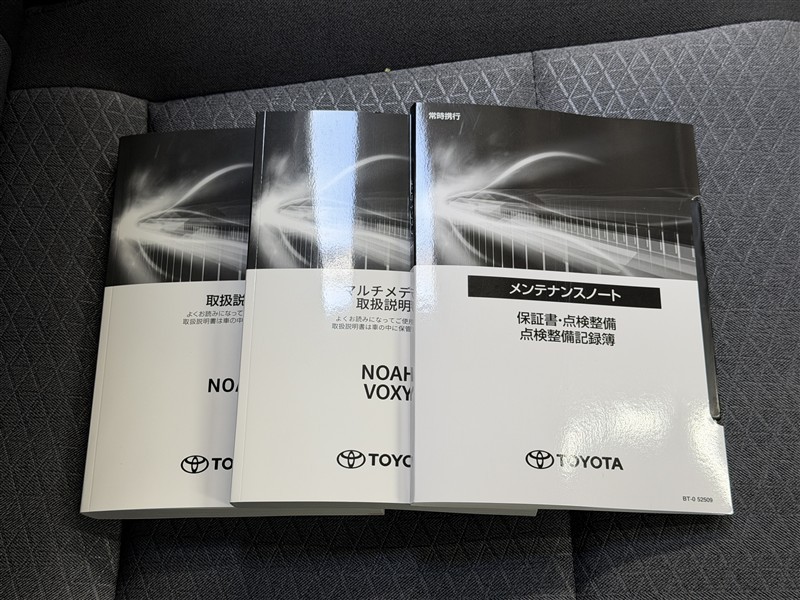 取扱説
よくお読みになって
取扱説明書は車の中
NOA
TO
マルチメデ
取扱説明
よくお読みになってご使
取扱説明書は車の中に保管
NOAH
VOXY
TOYO
常時携行
メンテナンスノート
保証書・点検整備
点検整備記録簿
TOYOTA
BT-0 52509